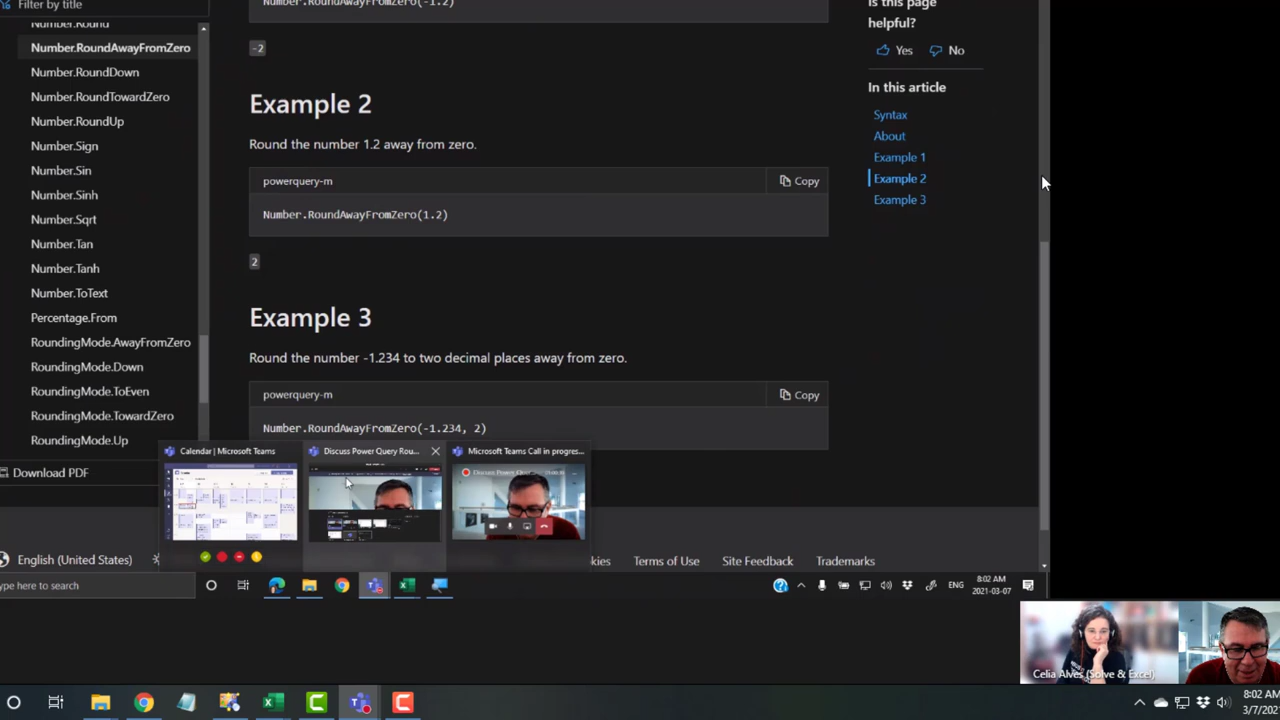 Filter by title
Number.Round
Number.RoundAwayFromZero
Number.RoundDown
Number.RoundTowardZero
Number.RoundUp
Number.Sign
Number.Sin
Number.Sinh
Number.Sqrt
Number.Tan
Number.Tanh
Number.ToText
Percentage.From
RoundingMode.AwayFromZero
RoundingMode.Down
RoundingMode.ToEven
RoundingMode.TowardZero
RoundingMode.Up
Download PDF
Number.RoundAwayFromZero(-1.2)
-2
Example 2
Round the number 1.2 away from zero.
powerquery-m
Copy
Number.RoundAwayFromZero(1.2)
2
Example 3
Round the number -1.234 to two decimal places away from zero.
powerquery-m
Copy
Number.RoundAwayFromZero(-1.234, 2)
Is this page
helpful?
Yes No
In this article
Syntax
About
Example 1
Example 2
Example 3
Calendar | Microsoft Teams
Discuss Power Query Rou...
Microsoft Teams Call in progres...
English (United States)
kies
Terms of Use
Site Feedback
Trademarks
ype here to search
ENG
8:02 AM
2021-03-07
Celia Alves (Solve & Excel)
8:02 AM
3/7/202